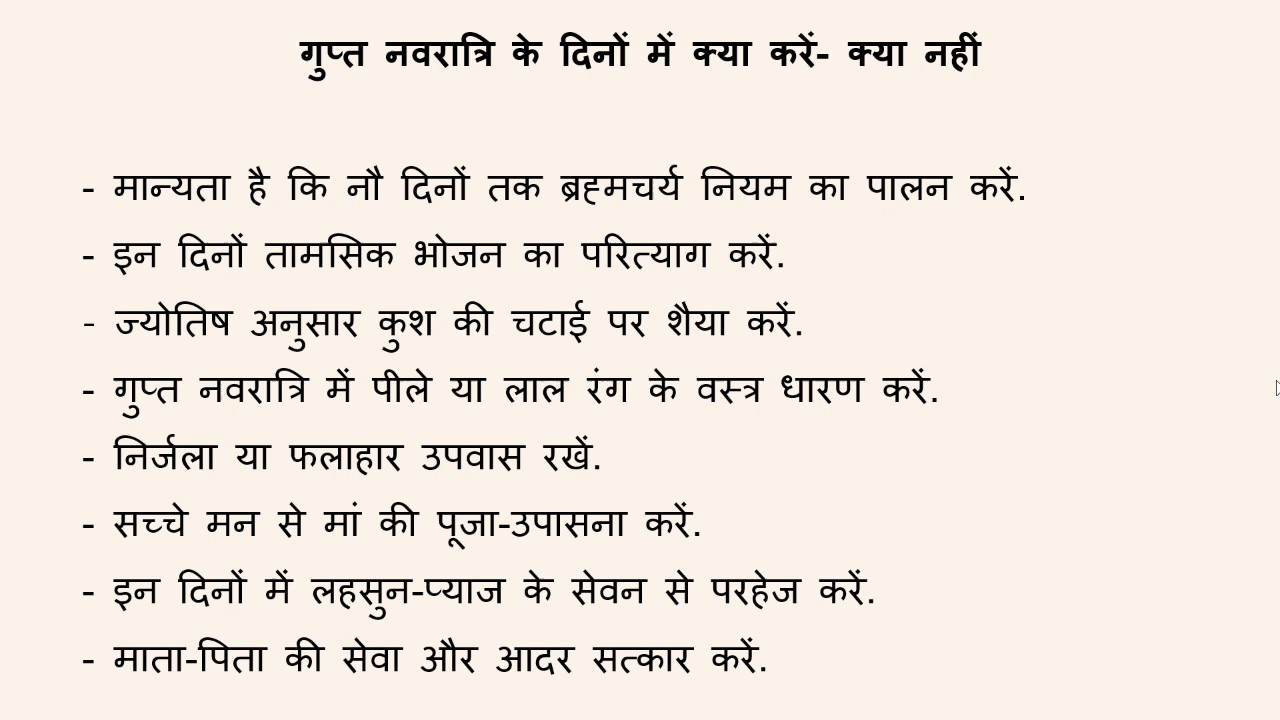 गुप्त नवरात्रि के दिनों में क्या करें- क्या नहीं
- मान्यता है कि नौ दिनों तक ब्रह्मचर्य नियम का पालन करें.
- इन दिनों तामसिक भोजन का परित्याग करें.
- ज्योतिष अनुसार कुश की चटाई पर शैया करें.
- गुप्त नवरात्रि में पीले या लाल रंग के वस्त्र धारण करें.
- निर्जला या फलाहार उपवास रखें.
- सच्चे मन से मां की पूजा-उपासना करें.
- इन दिनों में लहसुन-प्याज के सेवन से परहेज करें.
- माता-पिता की सेवा और आदर सत्कार करें.